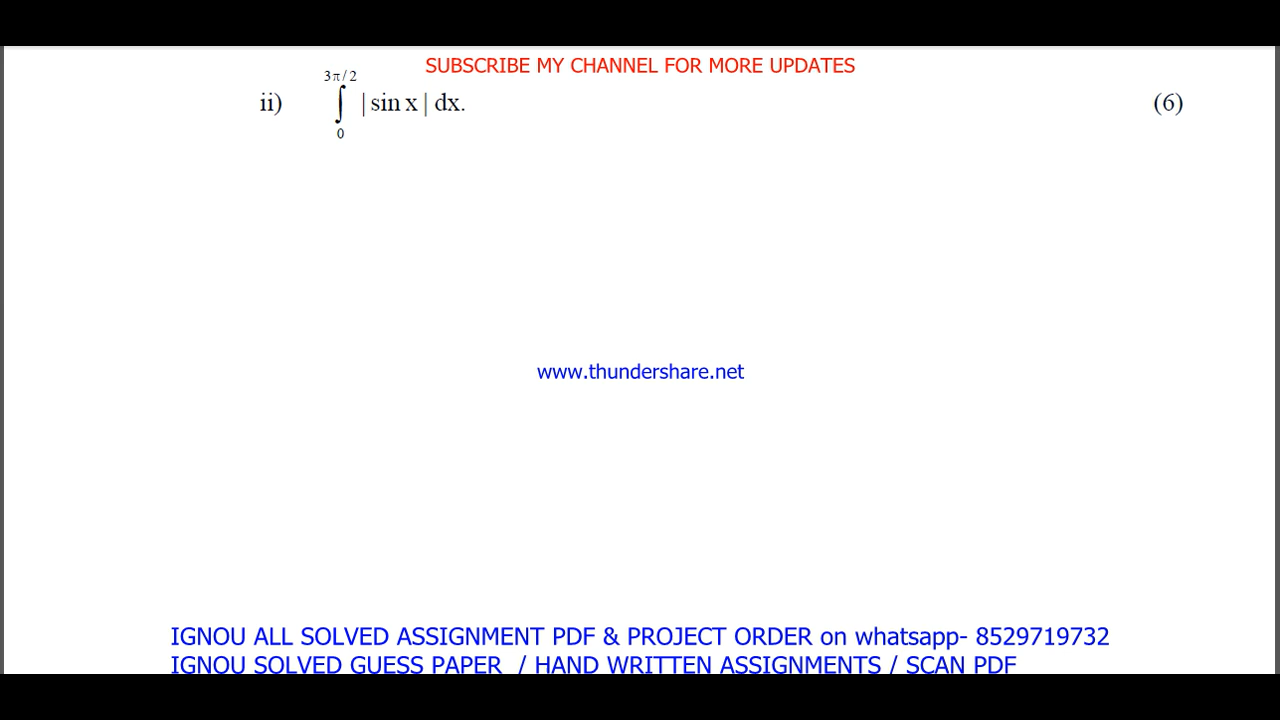 SUBSCRIBE MY CHANNEL FOR MORE UPDATES
3π/2
ii) ∫ | sin x | dx. (6)
0
www.thundershare.net
IGNOU ALL SOLVED ASSIGNMENT PDF & PROJECT ORDER on whatsapp- 8529719732
IGNOU SOLVED GUESS PAPER / HAND WRITTEN ASSIGNMENTS / SCAN PDF